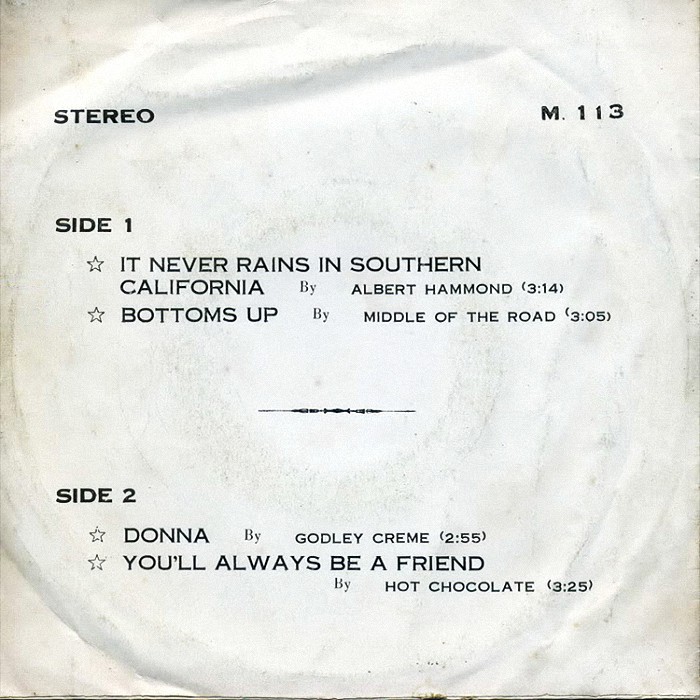 STEREO M. 113
SIDE 1
☆ IT NEVER RAINS IN SOUTHERN
CALIFORNIA By ALBERT HAMMOND (3:14)
☆ BOTTOMS UP By MIDDLE OF THE ROAD (3:05)
SIDE 2
☆ DONNA By GODLEY CREME (2:55)
☆ YOU'LL ALWAYS BE A FRIEND
By HOT CHOCOLATE (3:25)